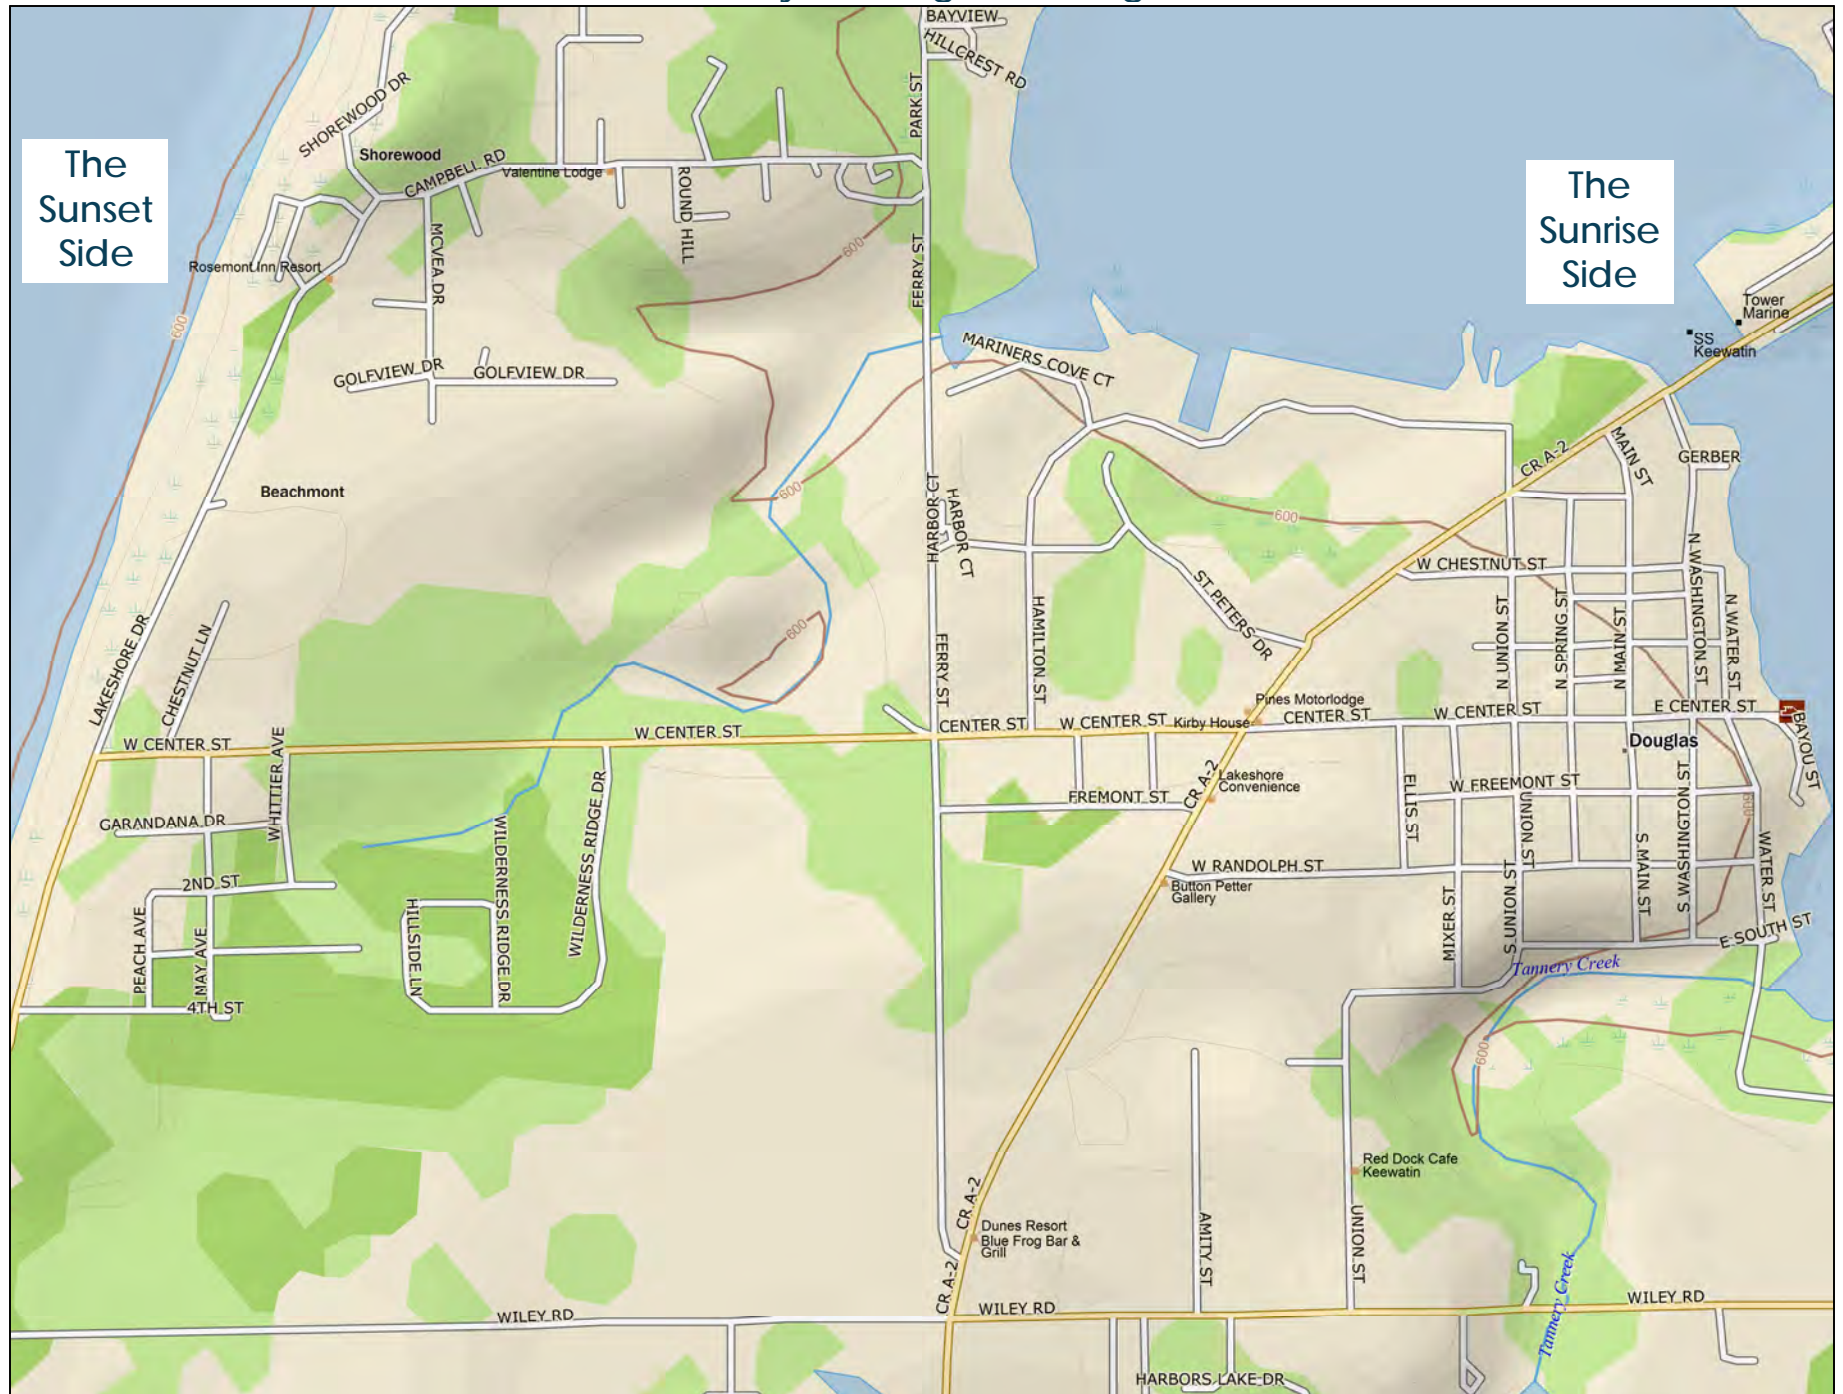 BAYVIEW
HILLCREST RD
PARK ST
SHOREWOOD DR
Shorewood
CAMPBELL RD
Valentine Lodge
The
Sunset
Side
The
Sunrise
Side
ROUND HILL
MCVEA DR
Rosemont Inn Resort
600
600
FERRY ST
Tower
Marine
SS
Keewatin
MARINERS COVE CT
GOLFVIEW DR
GOLFVIEW DR
MAIN ST
GERBER
CR A-2
Beachmont
600
HARBOR CT
HARBOR CT
600
W CHESTNUT ST
ST PETERS DR
HAMILTON ST
N UNION ST
N SPRING ST
N MAIN ST
N WASHINGTON ST
N WATER ST
LAKESHORE DR
CHESTNUT LN
600
FERRY ST
Pines Motorlodge
Kirby House
W CENTER ST
W CENTER ST
CENTER ST
W CENTER ST
CENTER ST
W CENTER ST
E CENTER ST
BAYOU ST
Douglas
WHITTIER AVE
WILDERNESS RIDGE DR
Lakeshore
Convenience
CR A-2
FREMONT ST
ELLIS ST
W FREEMONT ST
UNION ST
S WASHINGTON ST
600
GARANDANA DR
WILDERNESS RIDGE DR
S MAIN ST
WATER ST
W RANDOLPH ST
Button Petter
Gallery
2ND ST
PEACH AVE
MAY AVE
HILLSIDE LN
MIXER ST
S UNION ST
E SOUTH ST
Tannery Creek
4TH ST
600
Red Dock Cafe
Keewatin
CR A-2
Dunes Resort
Blue Frog Bar &
Grill
AMITY ST
UNION ST
CR A-2
Tannery Creek
WILEY RD
WILEY RD
WILEY RD
HARBORS LAKE DR